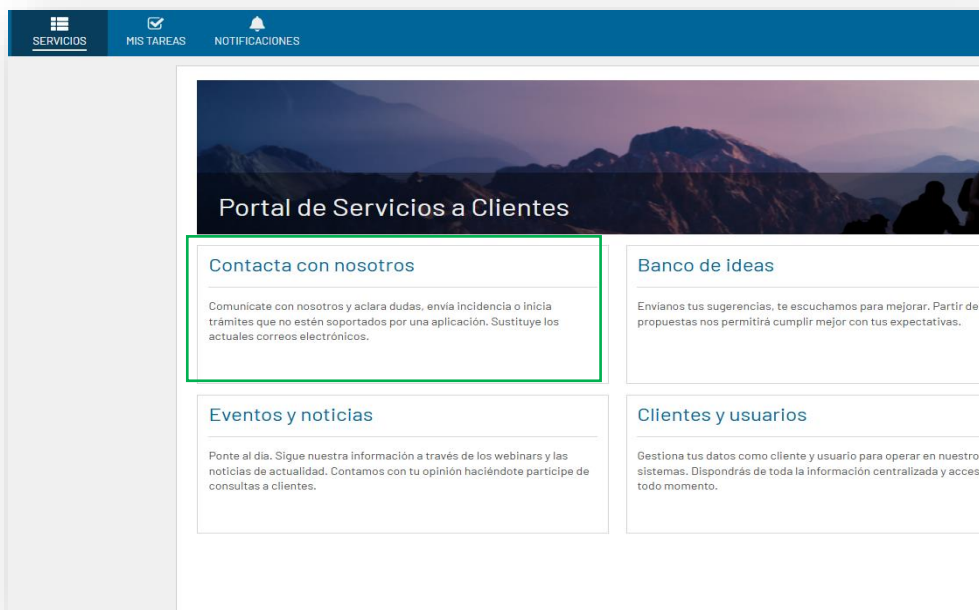 SERVICIOS
MIS TAREAS
NOTIFICACIONES
Portal de Servicios a Clientes
Contacta con nosotros
Comunícate con nosotros y aclara dudas, envía incidencia o inicia
trámites que no estén soportados por una aplicación. Sustituye los
actuales correos electrónicos.
Banco de ideas
Envíanos tus sugerencias, te escuchamos para mejorar. Partir de
propuestas nos permitirá cumplir mejor con tus expectativas.
Eventos y noticias
Ponte al día. Sigue nuestra información a través de los webinars y las
noticias de actualidad. Contamos con tu opinión haciéndote partícipe de
consultas a clientes.
Clientes y usuarios
Gestiona tus datos como cliente y usuario para operar en nuestro
sistemas. Dispondrás de toda la información centralizada y acces
todo momento.